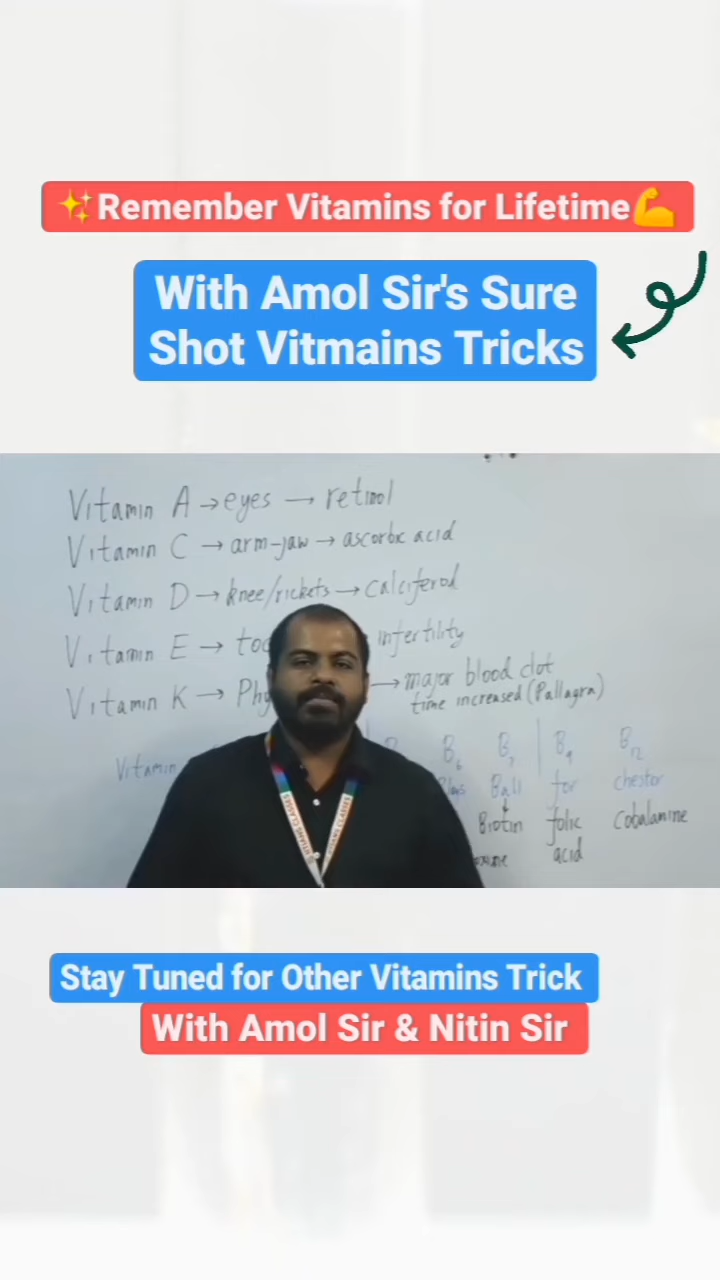 ✨Remember Vitamins for Lifetime💪
With Amol Sir's Sure
Shot Vitmains Tricks
Vitamin A → eyes → retinol
Vitamin C → arm-jaw → ascorbic acid
Vitamin D → knee/rickets → calciferol
Vitamin E → infertility
Vitamin K → → major blood clot
time increased (Pallagra)
Vitamin B6 B7 B9 B12
Ball for chester
Biotin folic Cobalamine
acid
Stay Tuned for Other Vitamins Trick
With Amol Sir & Nitin Sir